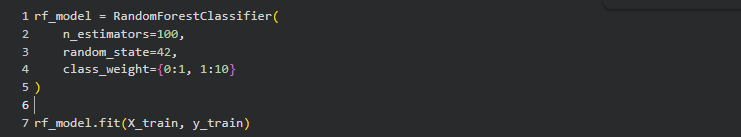 1 rf_model = RandomForestClassifier(
2     n_estimators=100,
3     random_state=42,
4     class_weight={0:1, 1:10}
5 )
6
7 rf_model.fit(X_train, y_train)